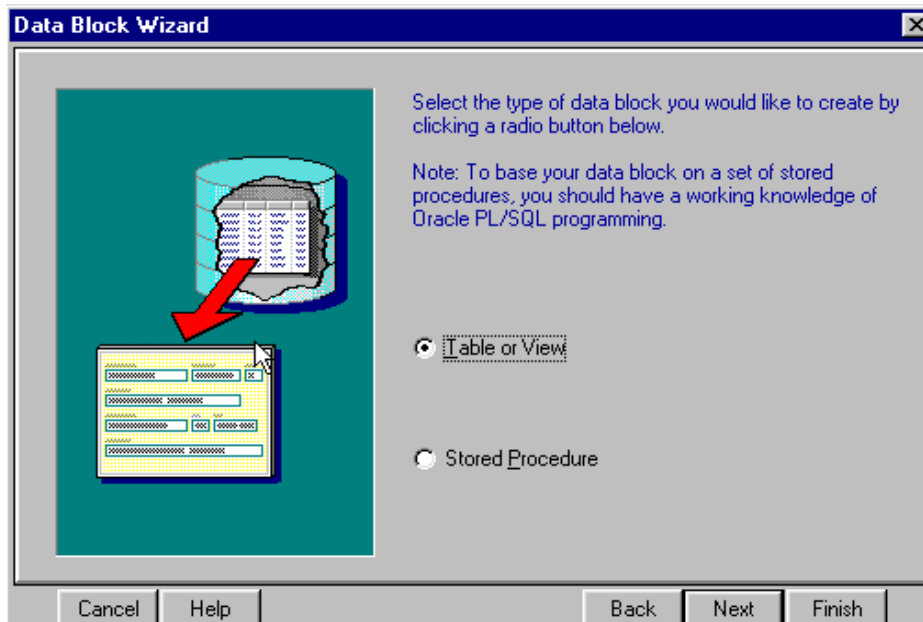 Data Block Wizard
Select the type of data block you would like to create by
clicking a radio button below.
Note: To base your data block on a set of stored
procedures, you should have a working knowledge of
Oracle PL/SQL programming.
Table or View
Stored Procedure
Cancel Help Back Next Finish